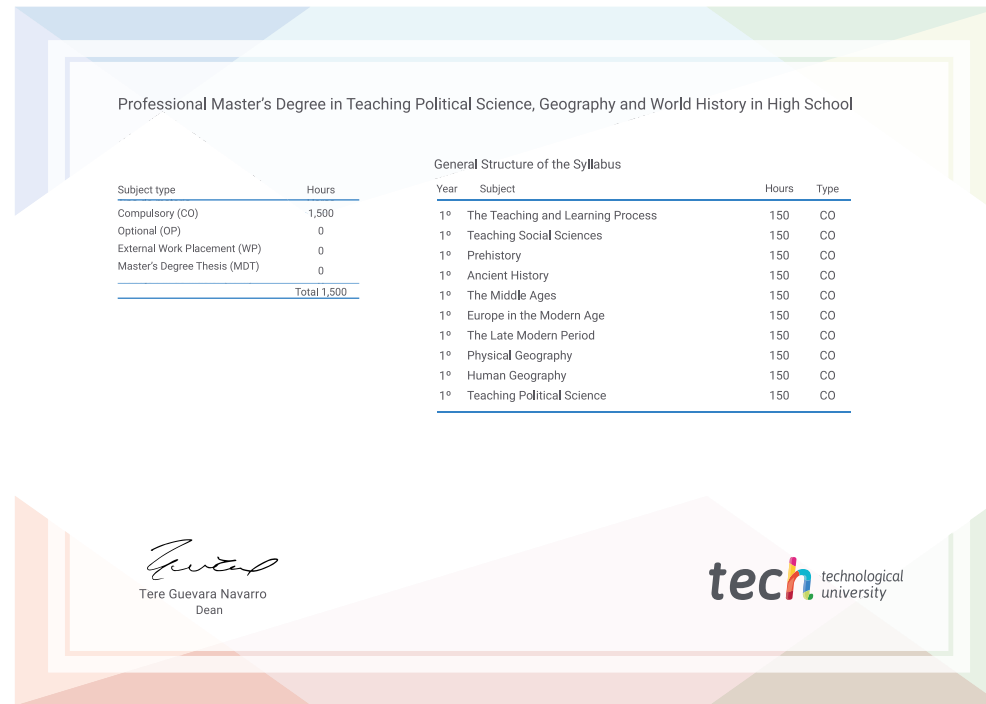 Professional Master's Degree in Teaching Political Science, Geography and World History in High School
Subject type Hours
Compulsory (CO) 1,500
Optional (OP) 0
External Work Placement (WP) 0
Master's Degree Thesis (MDT) 0
Total 1,500
General Structure of the Syllabus
Year Subject Hours Type
1º The Teaching and Learning Process 150 CO
1º Teaching Social Sciences 150 CO
1º Prehistory 150 CO
1º Ancient History 150 CO
1º The Middle Ages 150 CO
1º Europe in the Modern Age 150 CO
1º The Late Modern Period 150 CO
1º Physical Geography 150 CO
1º Human Geography 150 CO
1º Teaching Political Science 150 CO
Tere Guevara Navarro
Dean
tech technological
university